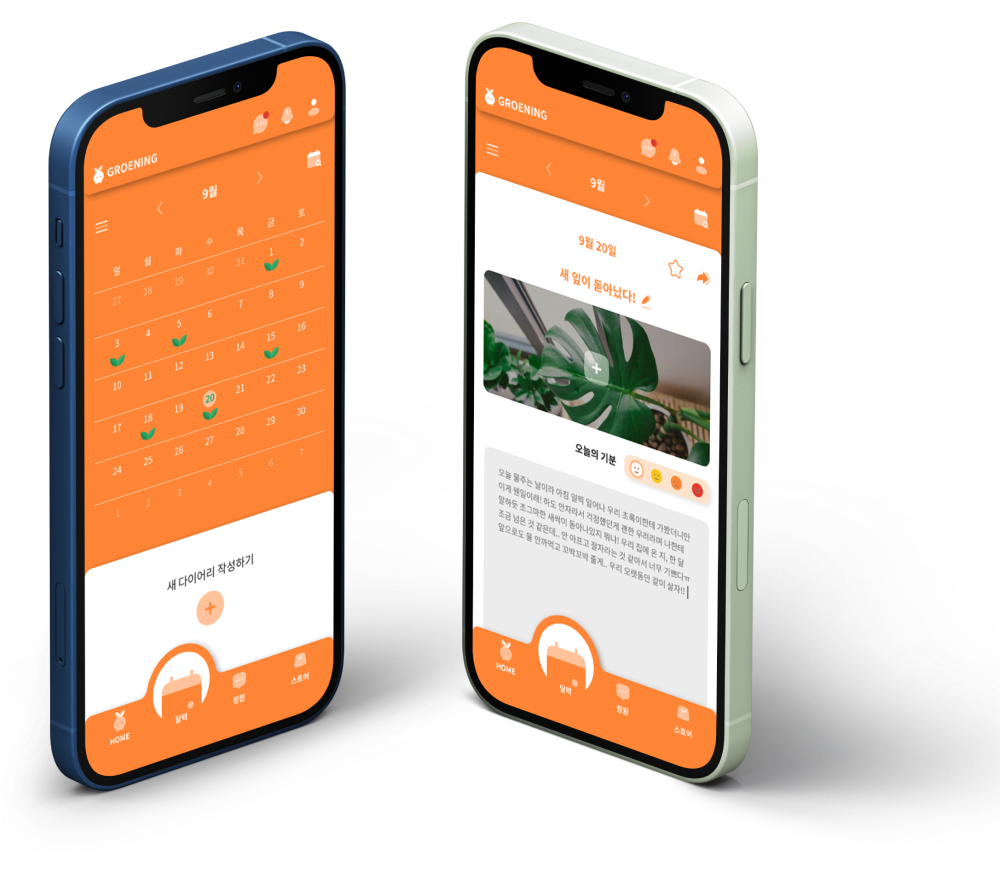 GROENING
9월
일 월 화 수 목 금 토
27 28 29 30 31 1 2
3 4 5 6 7 8 9
10 11 12 13 14 15 16
17 18 19 20 21 22 23
24 25 26 27 28 29 30
1 2 3 4 5 6 7
새 다이어리 작성하기
+
HOME 달력 정원 스토어
GROENING
9월
9월 20일
새 잎이 돋아났다!
+
오늘의 기분
오늘 물주는 날이라 아침 일찍 일어나 우리 초록이한테 가봤더니만
이게 웬일이래! 하도 안자라서 걱정했던게 괜한 우려라며 나한테
말하듯 조그마한 새싹이 돋아나있지 뭐냐! 우리 집에 온 지, 한 달
조금 넘은 것 같은데.. 안 아프고 잘자라는 것 같아서 너무 기쁘다ㅠ
앞으로도 물 안까먹고 꼬박꼬박 줄게.. 우리 오랫동안 같이 살자!!
HOME 달력 정원 스토어